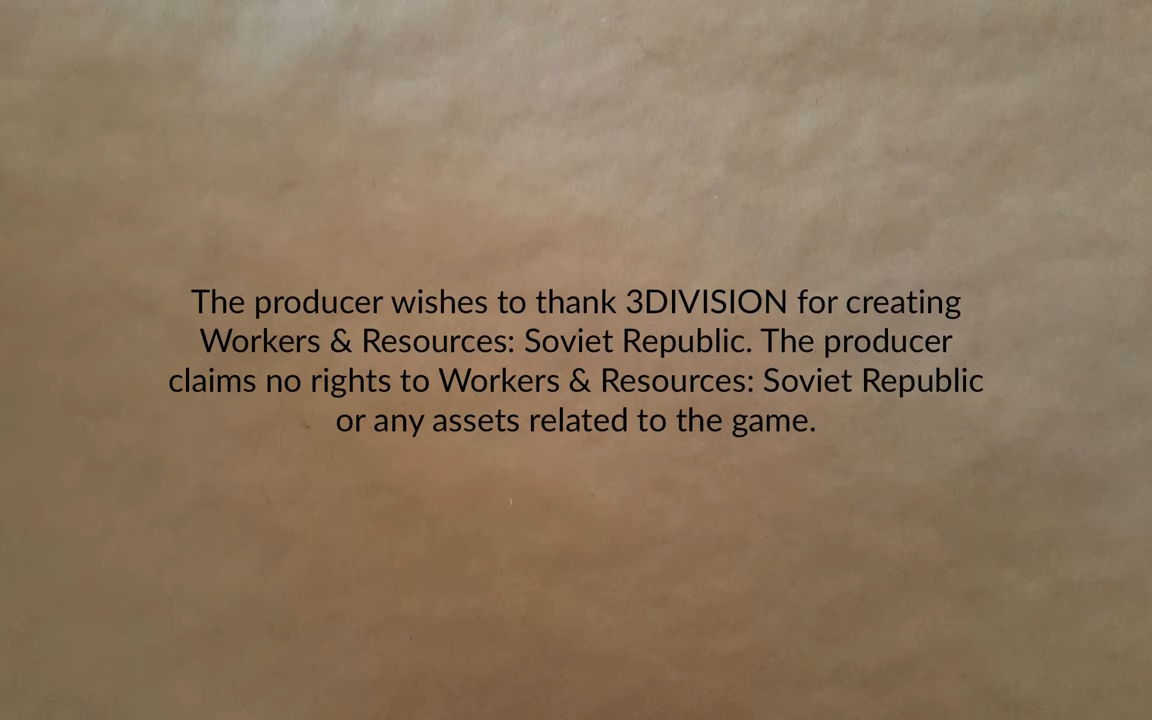 The producer wishes to thank 3DIVISION for creating
Workers & Resources: Soviet Republic. The producer
claims no rights to Workers & Resources: Soviet Republic
or any assets related to the game.